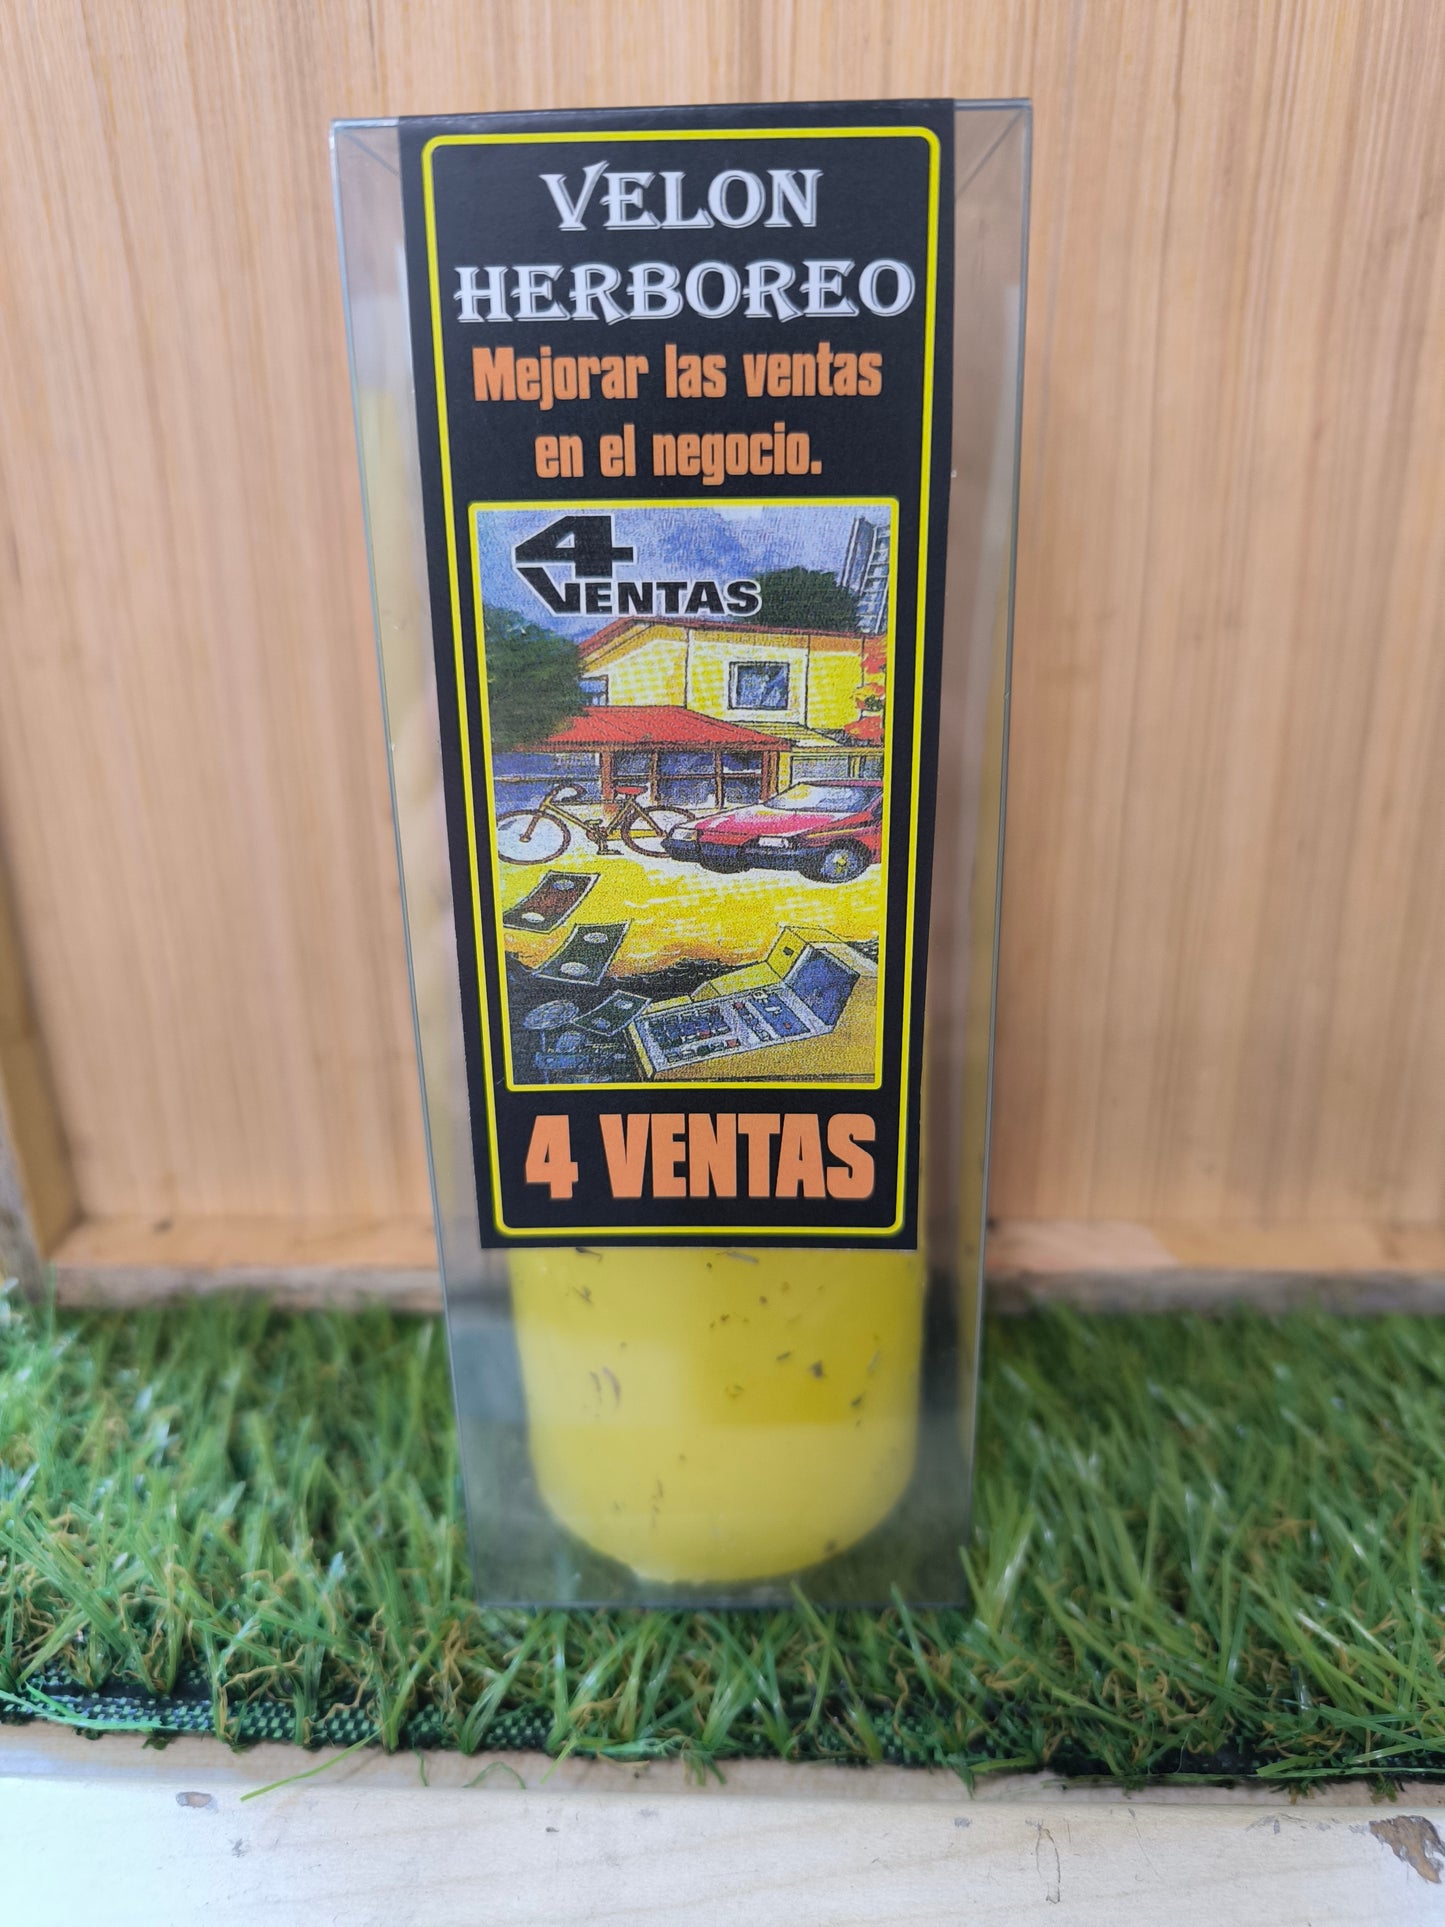 VELON
HERBOREO
Mejorar las ventas
en el negocio.
4
VENTAS
4 VENTAS